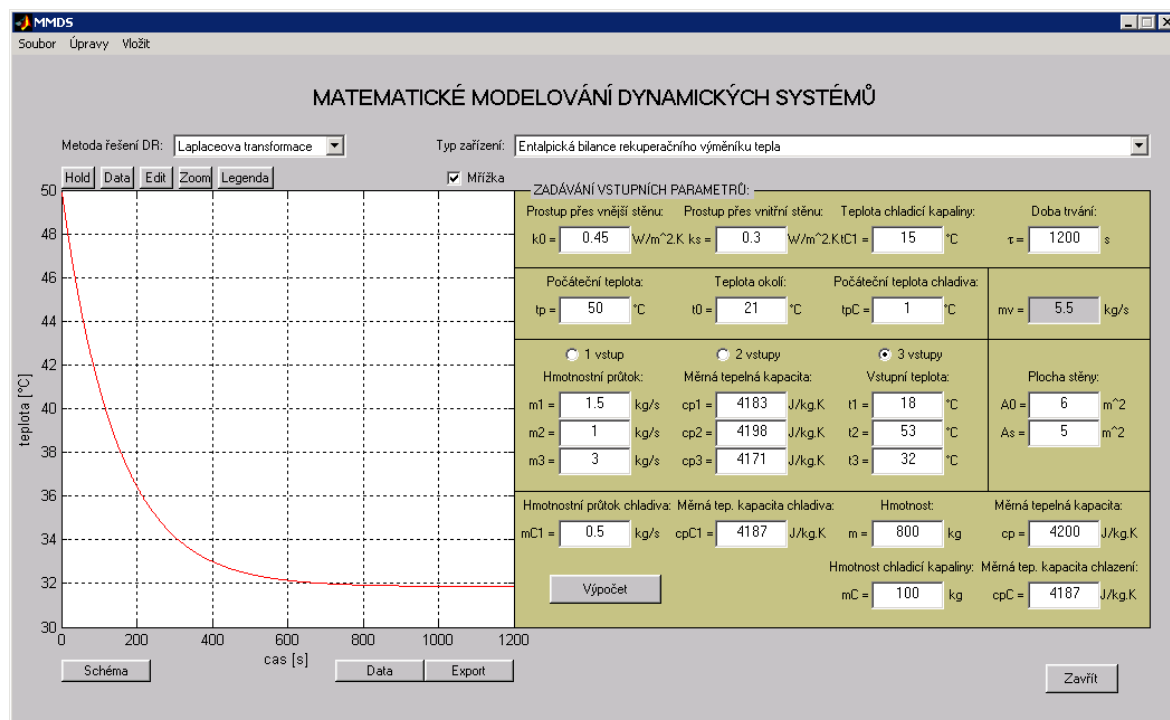 MMDS
Soubor Úpravy Vložit
MATEMATICKÉ MODELOVÁNÍ DYNAMICKÝCH SYSTÉMŮ
Metoda řešení DR: Laplaceova transformace Typ zařízení: Entalpická bilance rekuperačního výměníku tepla
Hold Data Edit Zoom Legenda Mřížka
50
48
46
44
42
40
38
36
34
32
30
teplota [°C]
0 200 400 600 800 1000 1200
cas [s]
Schéma Data Export
ZADÁVÁNÍ VSTUPNÍCH PARAMETRŮ:
Prostup přes vnější stěnu: Prostup přes vnitřní stěnu: Teplota chladicí kapaliny: Doba trvání:
k0 = 0.45 W/m^2.K ks = 0.3 W/m^2.K tC1 = 15 °C τ = 1200 s
Počáteční teplota: Teplota okolí: Počáteční teplota chladiva:
tp = 50 °C t0 = 21 °C tpC = 1 °C mv = 5.5 kg/s
1 vstup 2 vstupy 3 vstupy
Hmotnostní průtok: Měrná tepelná kapacita: Vstupní teplota: Plocha stěny:
m1 = 1.5 kg/s cp1 = 4183 J/kg.K t1 = 18 °C A0 = 6 m^2
m2 = 1 kg/s cp2 = 4198 J/kg.K t2 = 53 °C As = 5 m^2
m3 = 3 kg/s cp3 = 4171 J/kg.K t3 = 32 °C
Hmotnostní průtok chladiva: Měrná tep. kapacita chladiva: Hmotnost: Měrná tepelná kapacita:
mC1 = 0.5 kg/s cpC1 = 4187 J/kg.K m = 800 kg cp = 4200 J/kg.K
Hmotnost chladicí kapaliny: Měrná tep. kapacita chlazení:
Výpočet mC = 100 kg cpC = 4187 J/kg.K
Zavřít